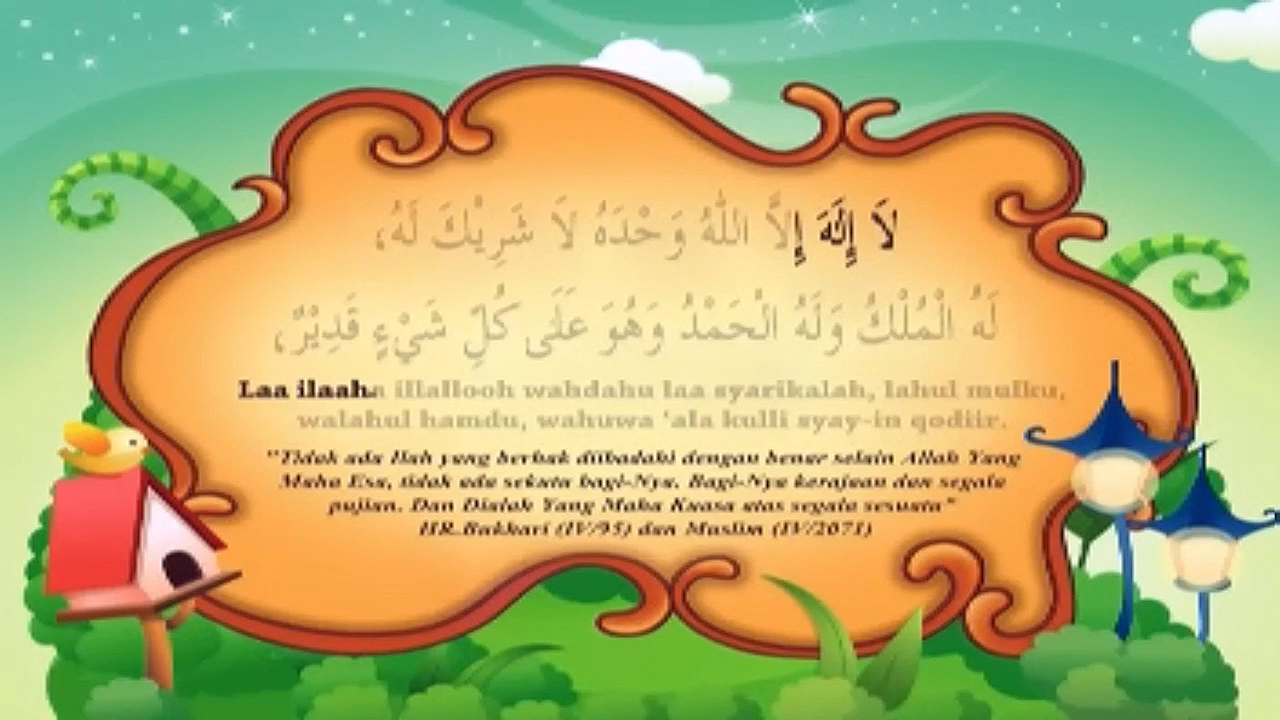 لَا إِلٰهَ إِلَّا اللّٰهُ وَحْدَهُ لَا شَرِيْكَ لَهُ،
لَهُ الْمُلْكُ وَلَهُ الْحَمْدُ وَهُوَ عَلَى كُلِّ شَيْءٍ قَدِيْرٌ،
Laa ilaaha illallooh wahdahu laa syarikalah, lahul mulku,
walahul hamdu, wahuwa ‘ala kulli syay-in qodiir.
"Tidak ada Ilah yang berhak diibadahi dengan benar selain Allah Yang
Maha Esa, tidak ada sekutu bagi-Nya. Bagi-Nya kerajaan dan segala
pujian. Dan Dialah Yang Maha Kuasa atas segala sesuatu"
HR.Bukhari (IV/95) dan Muslim (IV/2071)